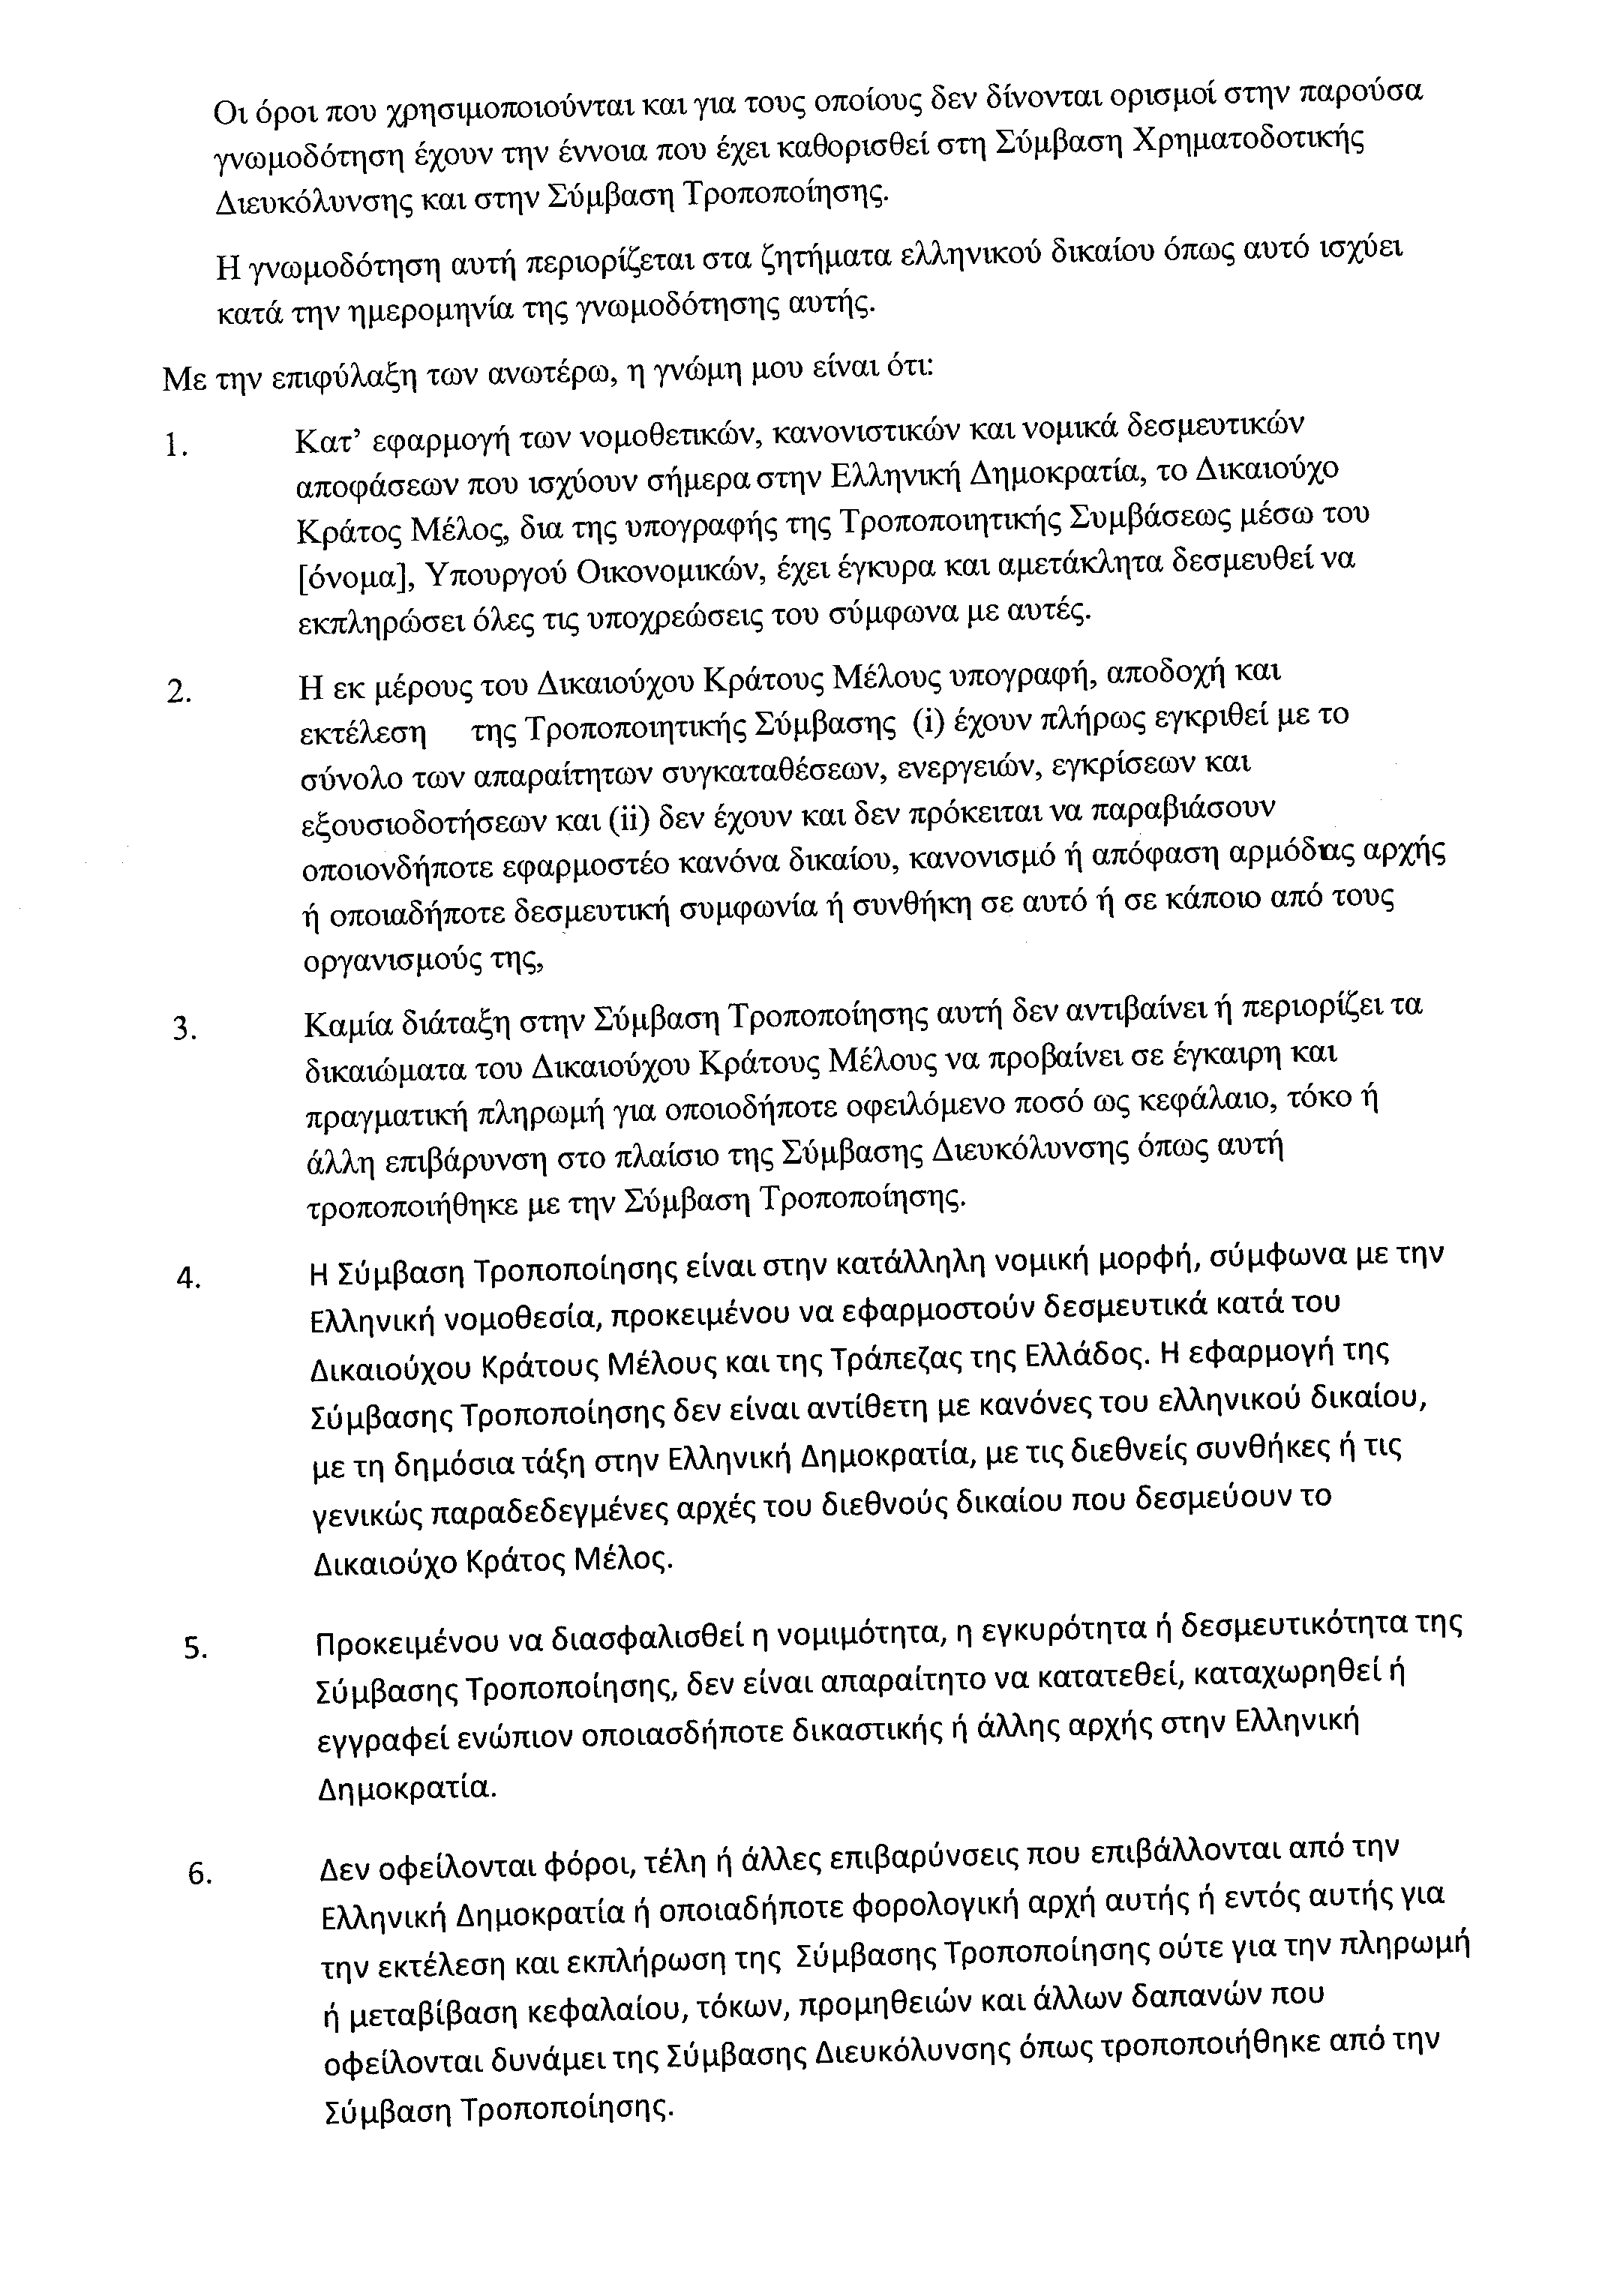 Οι όροι που χρησιμοποιούνται και για τους οποίους δεν δίνονται ορισμοί στην παρούσα
γνωμοδότηση έχουν την έννοια που έχει καθορισθεί στη Σύμβαση Χρηματοδοτικής
Διευκόλυνσης και στην Σύμβαση Τροποποίησης.
Η γνωμοδότηση αυτή περιορίζεται στα ζητήματα ελληνικού δικαίου όπως αυτό ισχύει
κατά την ημερομηνία της γνωμοδότησης αυτής.
Με την επιφύλαξη των ανωτέρω, η γνώμη μου είναι ότι:
1. Κατ’ εφαρμογή των νομοθετικών, κανονιστικών και νομικά δεσμευτικών
αποφάσεων που ισχύουν σήμερα στην Ελληνική Δημοκρατία, το Δικαιούχο
Κράτος Μέλος, δια της υπογραφής της Τροποποιητικής Συμβάσεως μέσω του
[όνομα], Υπουργού Οικονομικών, έχει έγκυρα και αμετάκλητα δεσμευθεί να
εκπληρώσει όλες τις υποχρεώσεις του σύμφωνα με αυτές.
2. Η εκ μέρους του Δικαιούχου Κράτους Μέλους υπογραφή, αποδοχή και
εκτέλεση της Τροποποιητικής Σύμβασης (i) έχουν πλήρως εγκριθεί με το
σύνολο των απαραίτητων συγκαταθέσεων, ενεργειών, εγκρίσεων και
εξουσιοδοτήσεων και (ii) δεν έχουν και δεν πρόκειται να παραβιάσουν
οποιονδήποτε εφαρμοστέο κανόνα δικαίου, κανονισμό ή απόφαση αρμόδιας αρχής
ή οποιαδήποτε δεσμευτική συμφωνία ή συνθήκη σε αυτό ή σε κάποιο από τους
οργανισμούς της,
3. Καμία διάταξη στην Σύμβαση Τροποποίησης αυτή δεν αντιβαίνει ή περιορίζει τα
δικαιώματα του Δικαιούχου Κράτους Μέλους να προβαίνει σε έγκαιρη και
πραγματική πληρωμή για οποιοδήποτε οφειλόμενο ποσό ως κεφάλαιο, τόκο ή
άλλη επιβάρυνση στο πλαίσιο της Σύμβασης Διευκόλυνσης όπως αυτή
τροποποιήθηκε με την Σύμβαση Τροποποίησης.
4. Η Σύμβαση Τροποποίησης είναι στην κατάλληλη νομική μορφή, σύμφωνα με την
Ελληνική νομοθεσία, προκειμένου να εφαρμοστούν δεσμευτικά κατά του
Δικαιούχου Κράτους Μέλους και της Τράπεζας της Ελλάδος. Η εφαρμογή της
Σύμβασης Τροποποίησης δεν είναι αντίθετη με κανόνες του ελληνικού δικαίου,
με τη δημόσια τάξη στην Ελληνική Δημοκρατία, με τις διεθνείς συνθήκες ή τις
γενικώς παραδεδεγμένες αρχές του διεθνούς δικαίου που δεσμεύουν το
Δικαιούχο Κράτος Μέλος.
5. Προκειμένου να διασφαλισθεί η νομιμότητα, η εγκυρότητα ή δεσμευτικότητα της
Σύμβασης Τροποποίησης, δεν είναι απαραίτητο να κατατεθεί, καταχωρηθεί ή
εγγραφεί ενώπιον οποιασδήποτε δικαστικής ή άλλης αρχής στην Ελληνική
Δημοκρατία.
6. Δεν οφείλονται φόροι, τέλη ή άλλες επιβαρύνσεις που επιβάλλονται από την
Ελληνική Δημοκρατία ή οποιαδήποτε φορολογική αρχή αυτής ή εντός αυτής για
την εκτέλεση και εκπλήρωση της Σύμβασης Τροποποίησης ούτε για την πληρωμή
ή μεταβίβαση κεφαλαίου, τόκων, προμηθειών και άλλων δαπανών που
οφείλονται δυνάμει της Σύμβασης Διευκόλυνσης όπως τροποποιήθηκε από την
Σύμβαση Τροποποίησης.